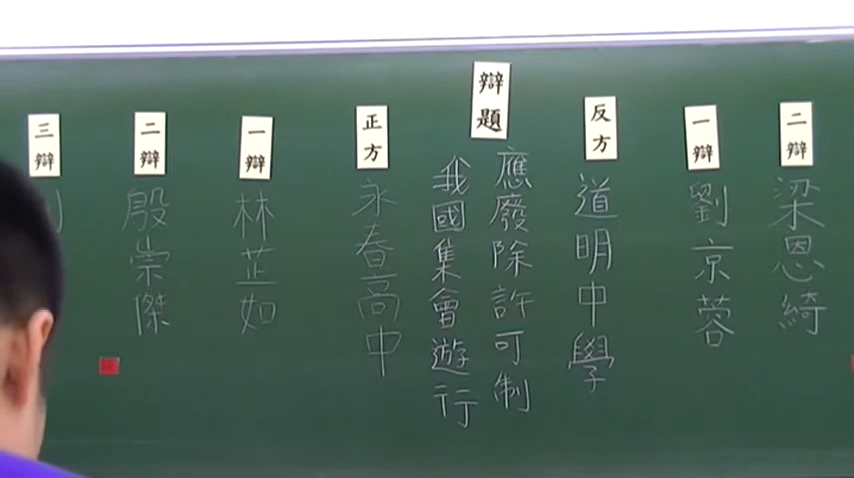 三辯
二辯
殷崇傑
一辯
林芷如
正方
永春高中
辯題
我國集會遊行
應廢除許可制
反方
道明中學
一辯
劉京蓉
二辯
梁恩綺